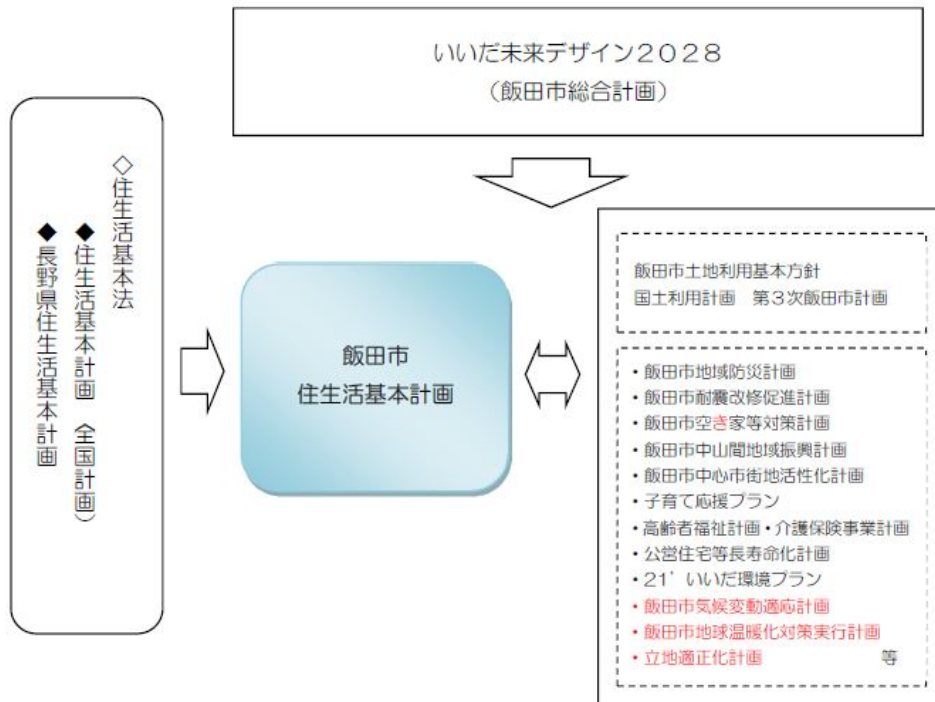 いいだ未来デザイン２０２８
（飯田市総合計画）
◇住生活基本法
◆住生活基本計画（全国計画）
◆長野県住生活基本計画
飯田市
住生活基本計画
飯田市土地利用基本方針
国土利用計画　第３次飯田市計画
・飯田市地域防災計画
・飯田市耐震改修促進計画
・飯田市空き家等対策計画
・飯田市中山間地域振興計画
・飯田市中心市街地活性化計画
・子育て応援プラン
・高齢者福祉計画・介護保険事業計画
・公営住宅等長寿命化計画
・21’いいだ環境プラン
・飯田市気候変動適応計画
・飯田市地球温暖化対策実行計画
・立地適正化計画　　　　　　　等